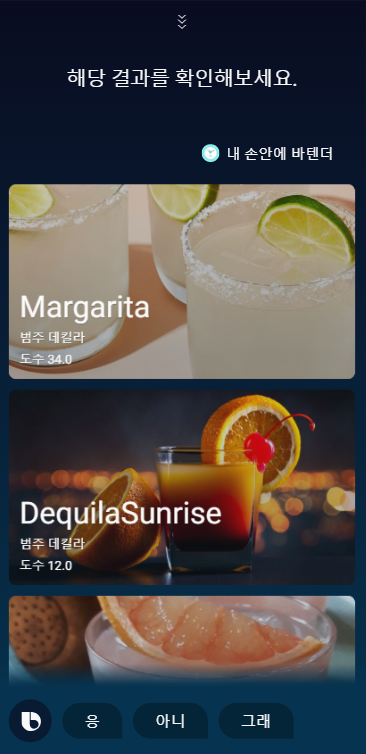 해당 결과를 확인해보세요.
내 손안에 바텐더
Margarita
범주 데킬라
도수 34.0
DequilaSunrise
범주 데킬라
도수 12.0
응
아니
그래